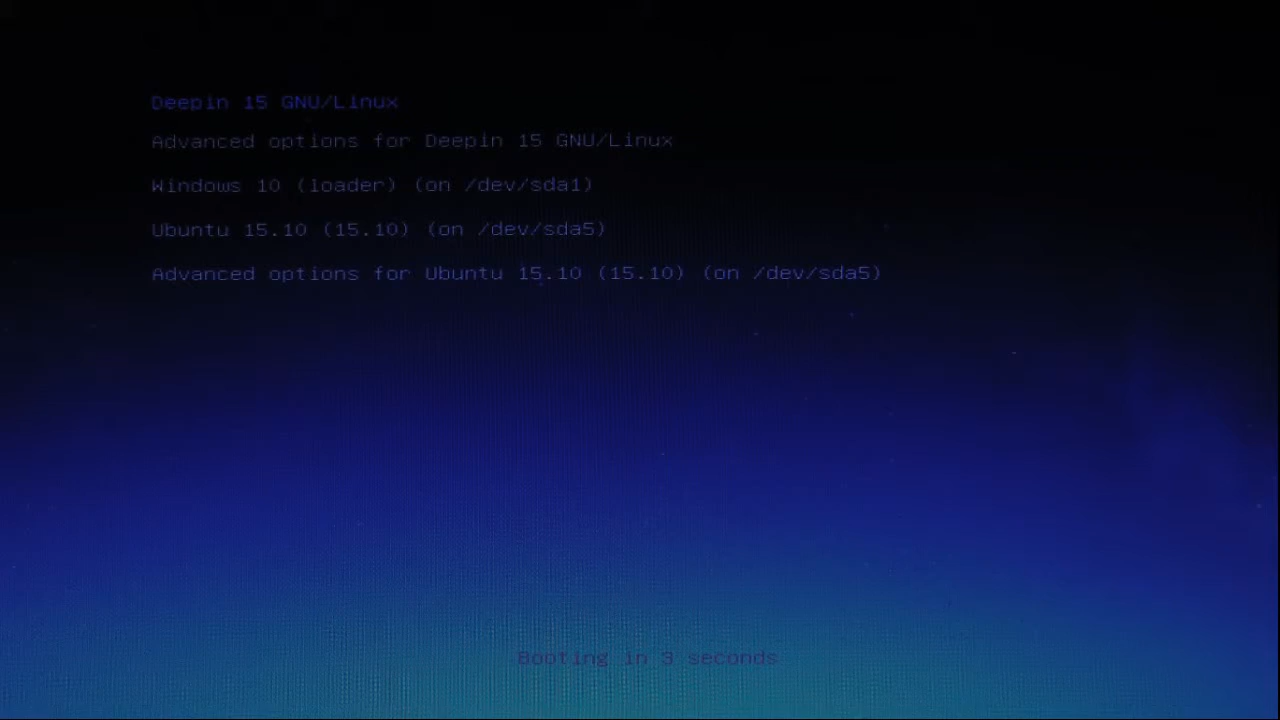 Deepin 15 GNU/Linux
Advanced options for Deepin 15 GNU/Linux
Windows 10 (loader) (on /dev/sda1)
Ubuntu 15.10 (15.10) (on /dev/sda5)
Advanced options for Ubuntu 15.10 (15.10) (on /dev/sda5)
Booting in 3 seconds